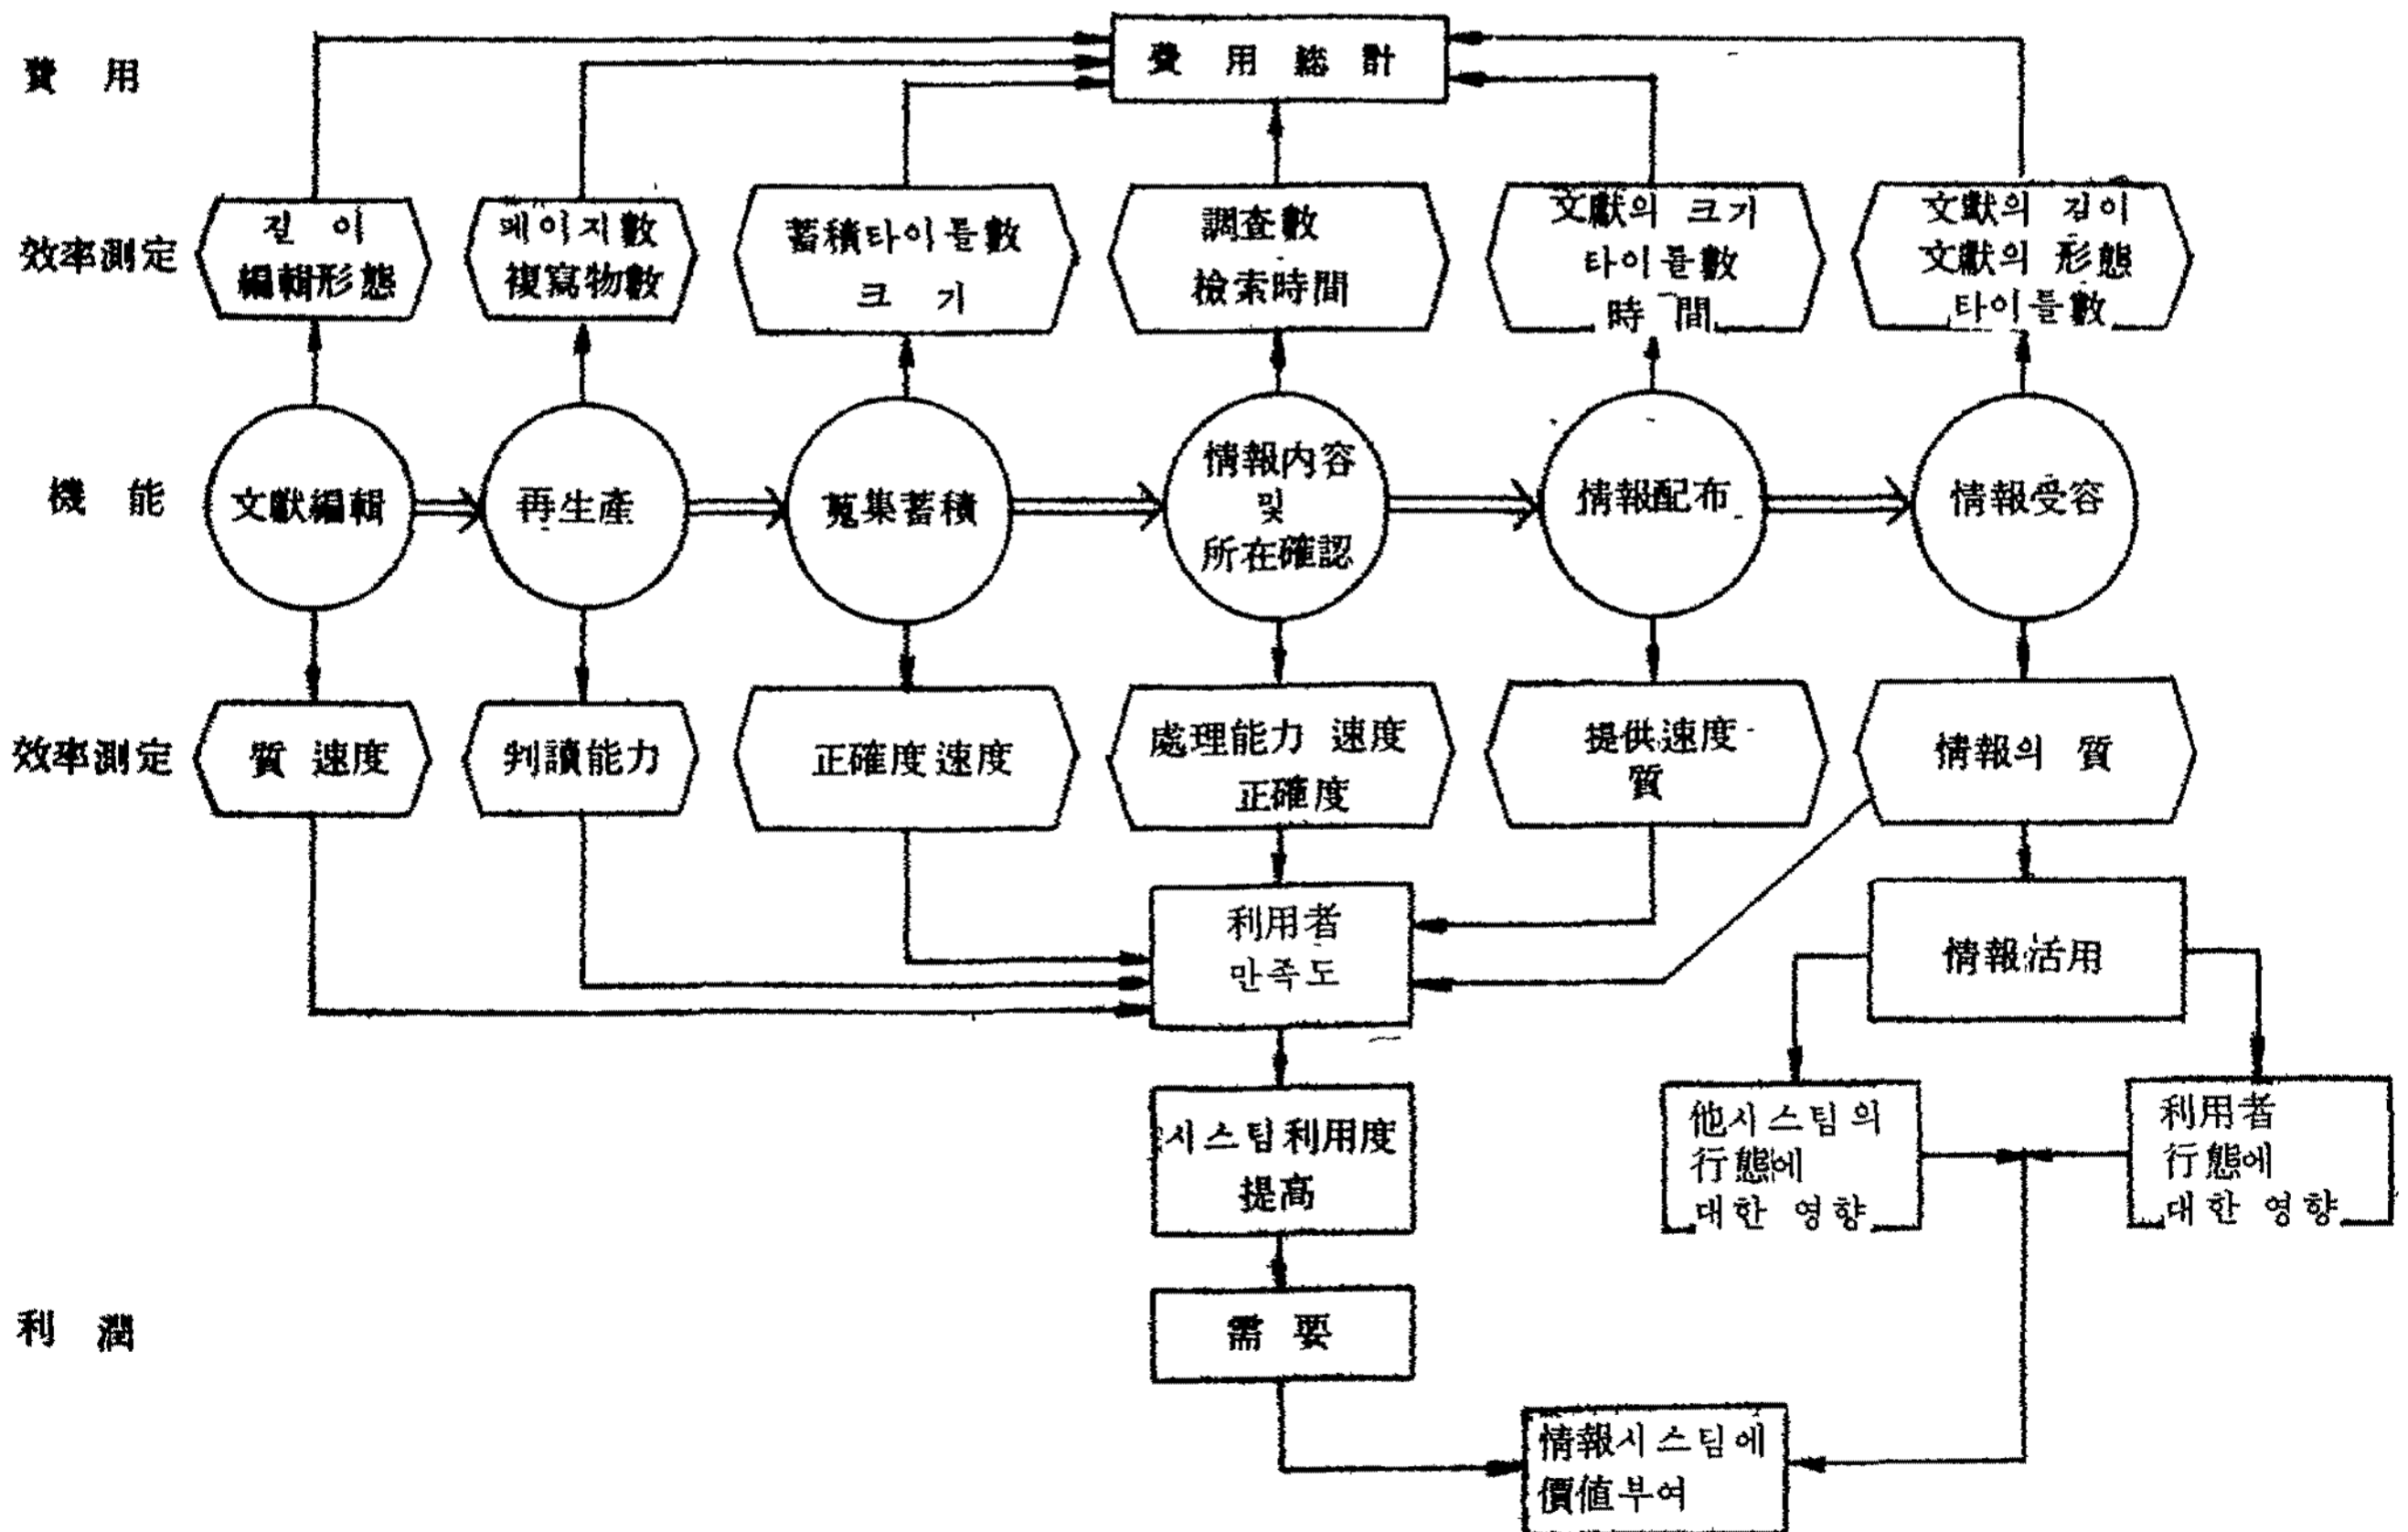 費用
費用総計
效率測定
길이
編輯形態
페이지數
複寫物數
蓄積타이틀數
크기
調査數
檢索時間
文獻의 크기
타이틀數
時間
文獻의 깊이
文獻의 形態
타이틀數
機能
文獻編輯
再生產
蒐集蓄積
情報内容
및
所在確認
情報配布
情報受容
效率測定
質 速度
判讀能力
正確度 速度
處理能力 速度
正確度
提供速度
質
情報의 質
利用者
만족도
情報活用
시스팀利用度
提高
他시스팀의
行態에
대한 영향
利用者
行態에
대한 영향
利潤
需要
情報시스팀에
價値부여